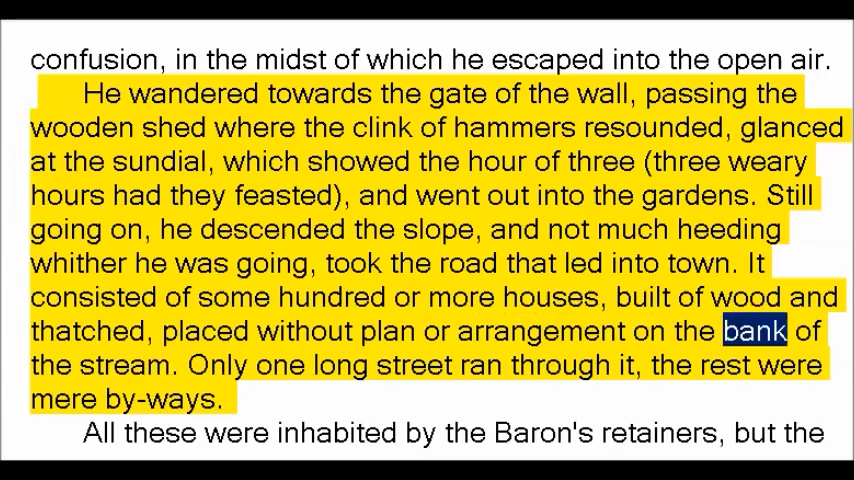 confusion, in the midst of which he escaped into the open air.
He wandered towards the gate of the wall, passing the
wooden shed where the clink of hammers resounded, glanced
at the sundial, which showed the hour of three (three weary
hours had they feasted), and went out into the gardens. Still
going on, he descended the slope, and not much heeding
whither he was going, took the road that led into town. It
consisted of some hundred or more houses, built of wood and
thatched, placed without plan or arrangement on the bank of
the stream. Only one long street ran through it, the rest were
mere by-ways.
All these were inhabited by the Baron's retainers, but the